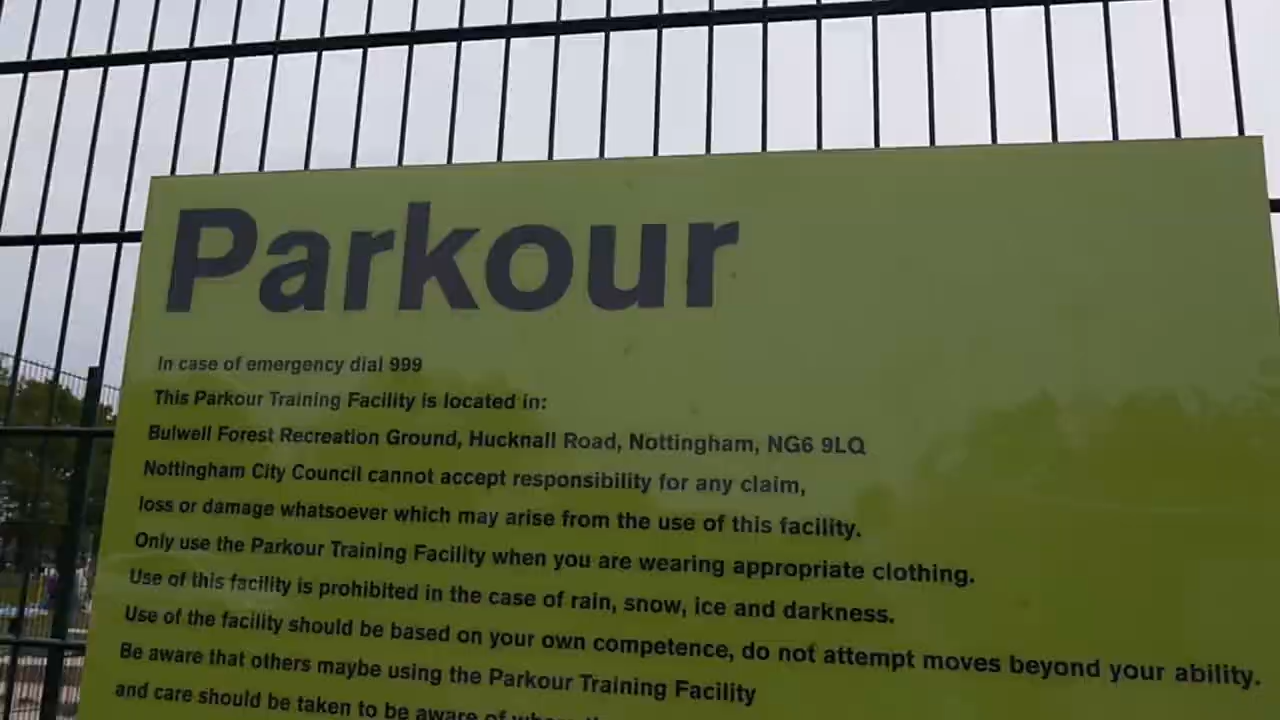 Parkour
In case of emergency dial 999
This Parkour Training Facility is located in:
Bulwell Forest Recreation Ground, Hucknall Road, Nottingham, NG6 9LQ
Nottingham City Council cannot accept responsibility for any claim,
loss or damage whatsoever which may arise from the use of this facility.
Only use the Parkour Training Facility when you are wearing appropriate clothing.
Use of this facility is prohibited in the case of rain, snow, ice and darkness.
Use of the facility should be based on your own competence, do not attempt moves beyond your ability.
Be aware that others maybe using the Parkour Training Facility
and care should be taken to be aware of